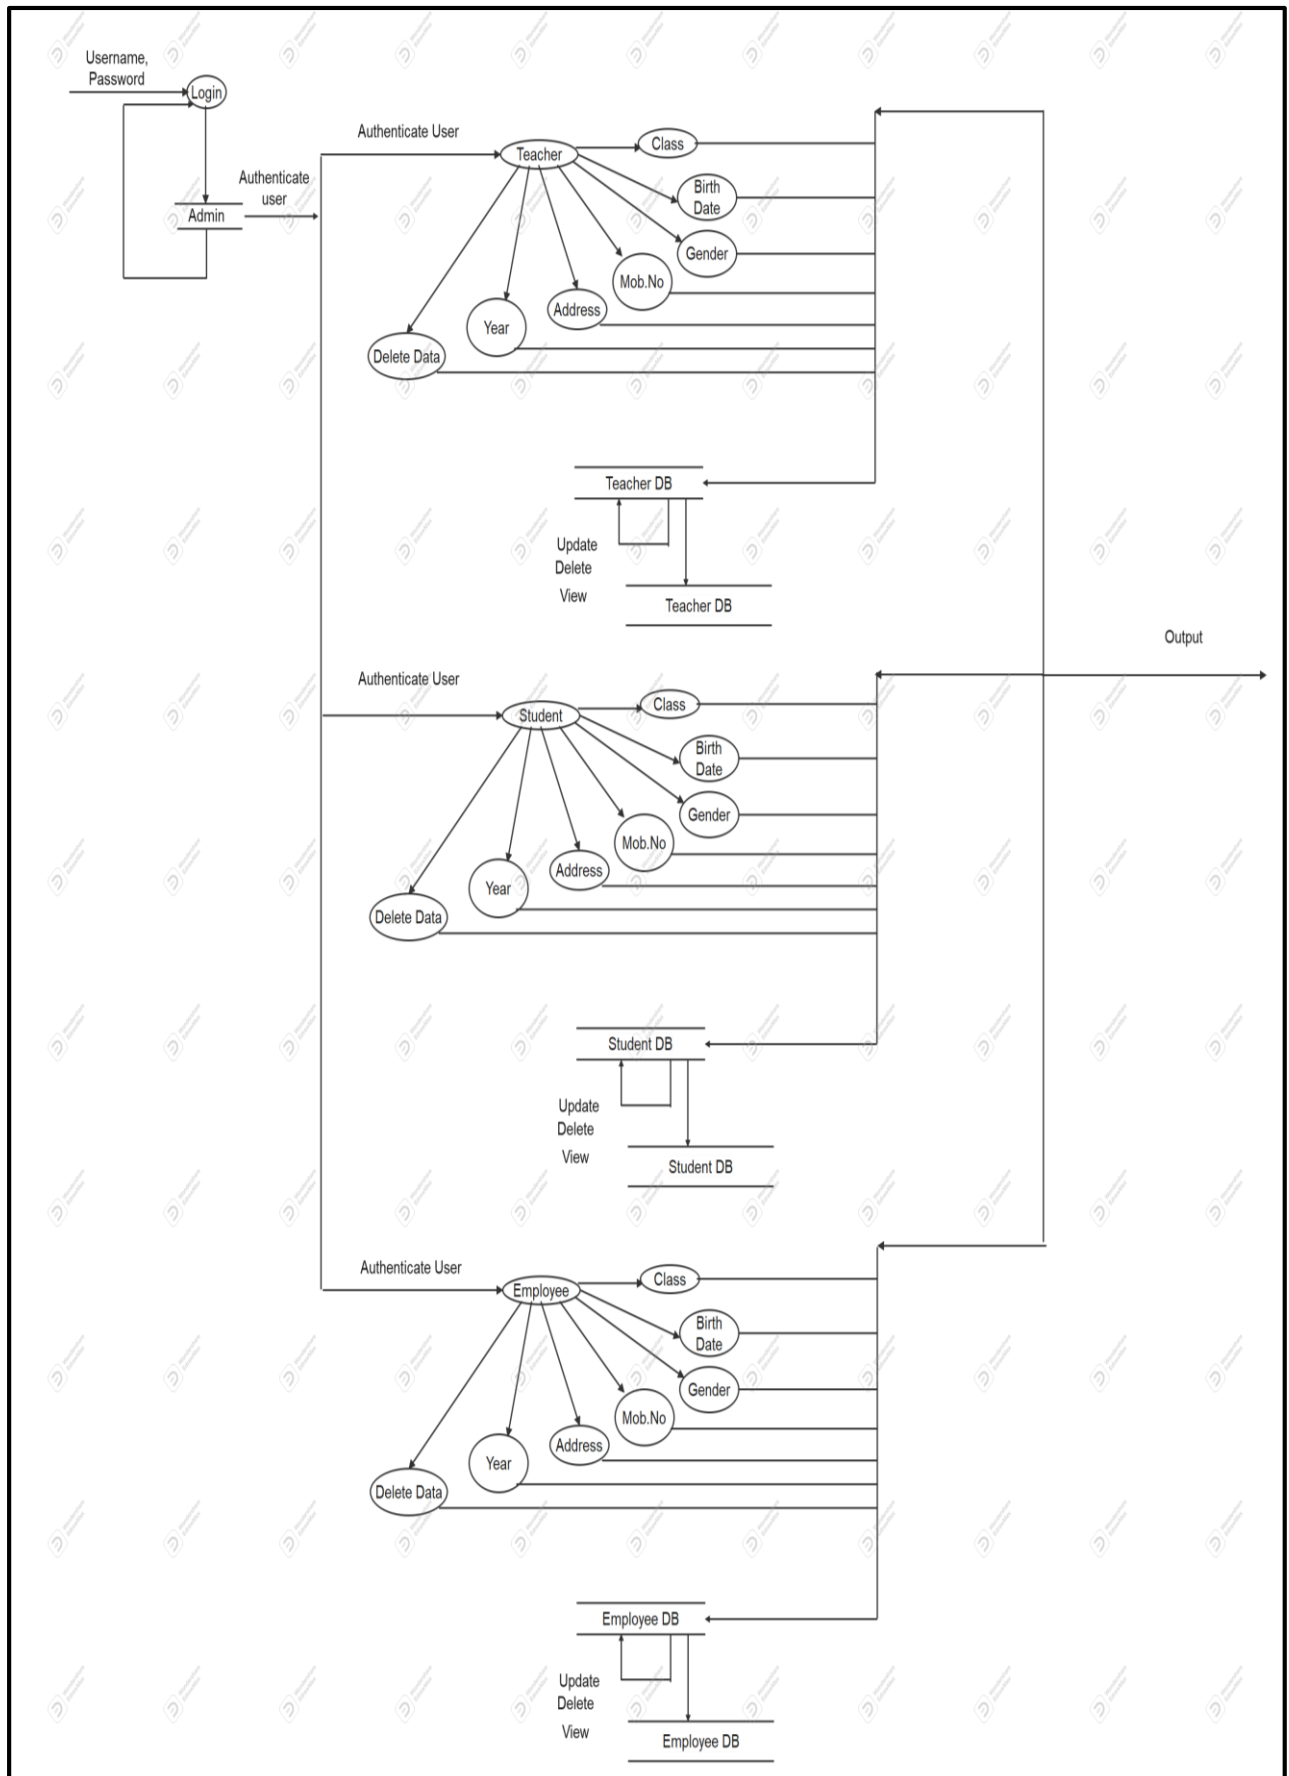 Username,
Password
Login
Authenticate User
Authenticate
user
Admin
Teacher
Class
Birth
Date
Gender
Mob.No
Address
Year
Delete Data
Teacher DB
Update
Delete
View
Teacher DB
Output
Authenticate User
Student
Class
Birth
Date
Gender
Mob.No
Address
Year
Delete Data
Student DB
Update
Delete
View
Student DB
Authenticate User
Employee
Class
Birth
Date
Gender
Mob.No
Address
Year
Delete Data
Employee DB
Update
Delete
View
Employee DB